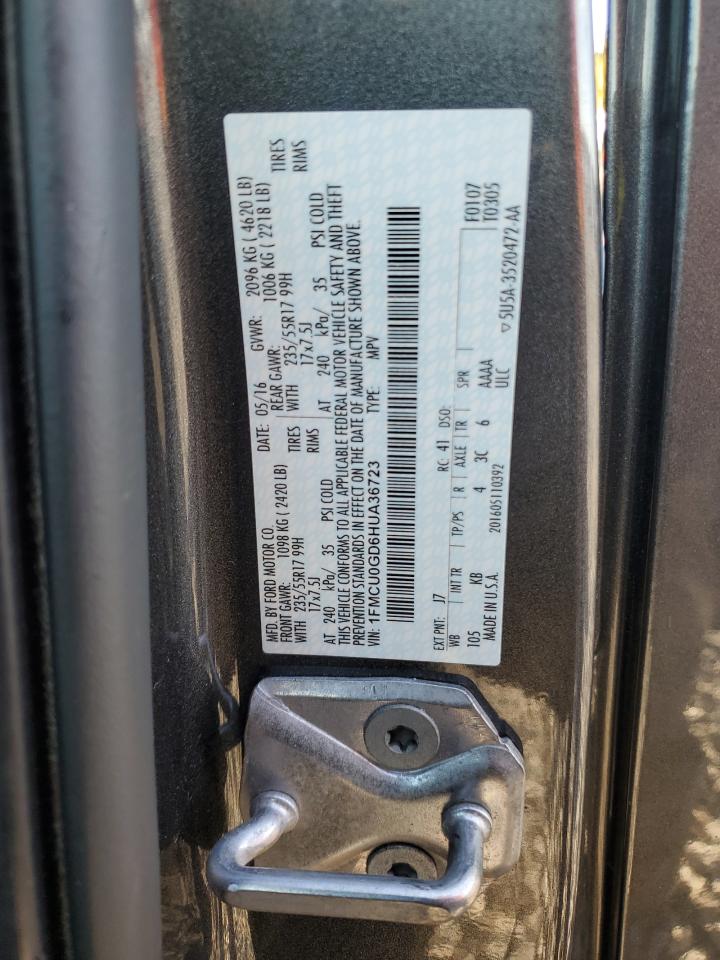 MFD. BY FORD MOTOR CO. DATE: 05/16 GVWR: 2096 KG ( 4620 LB)
FRONT GAWR: 1098 KG ( 2420 LB) REAR GAWR: 1006 KG ( 2218 LB)
WITH 235/55R17 99H TIRES WITH 235/55R17 99H TIRES
17x7.5J RIMS 17x7.5J RIMS
AT 240 kPa/ 35 PSI COLD AT 240 kPa/ 35 PSI COLD
THIS VEHICLE CONFORMS TO ALL APPLICABLE FEDERAL MOTOR VEHICLE SAFETY AND THEFT
PREVENTION STANDARDS IN EFFECT ON THE DATE OF MANUFACTURE SHOWN ABOVE.
VIN: 1FMCU0GD6HUA36723 TYPE: MPV
EXT PNT: J7 RC: 41 DSO: F0107
WB INT TR TP/PS R AXLE TR SPR T0305
105 KB 4 3C 6 AAAA
MADE IN U.S.A. 201605110392 ULC ▽5U5A-3520472-AA